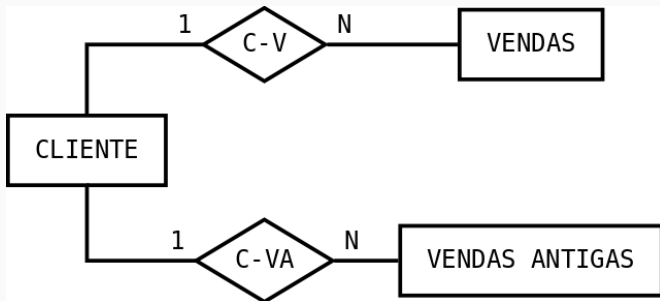 1
C-V
N
VENDAS
CLIENTE
1
C-VA
N
VENDAS ANTIGAS